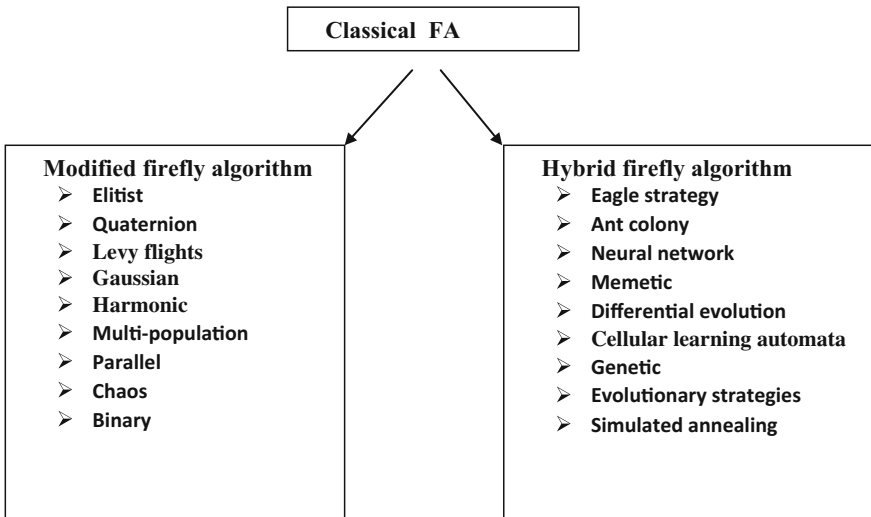 Classical FA
Modified firefly algorithm
➢ Elitist
➢ Quaternion
➢ Levy flights
➢ Gaussian
➢ Harmonic
➢ Multi-population
➢ Parallel
➢ Chaos
➢ Binary
Hybrid firefly algorithm
➢ Eagle strategy
➢ Ant colony
➢ Neural network
➢ Memetic
➢ Differential evolution
➢ Cellular learning automata
➢ Genetic
➢ Evolutionary strategies
➢ Simulated annealing